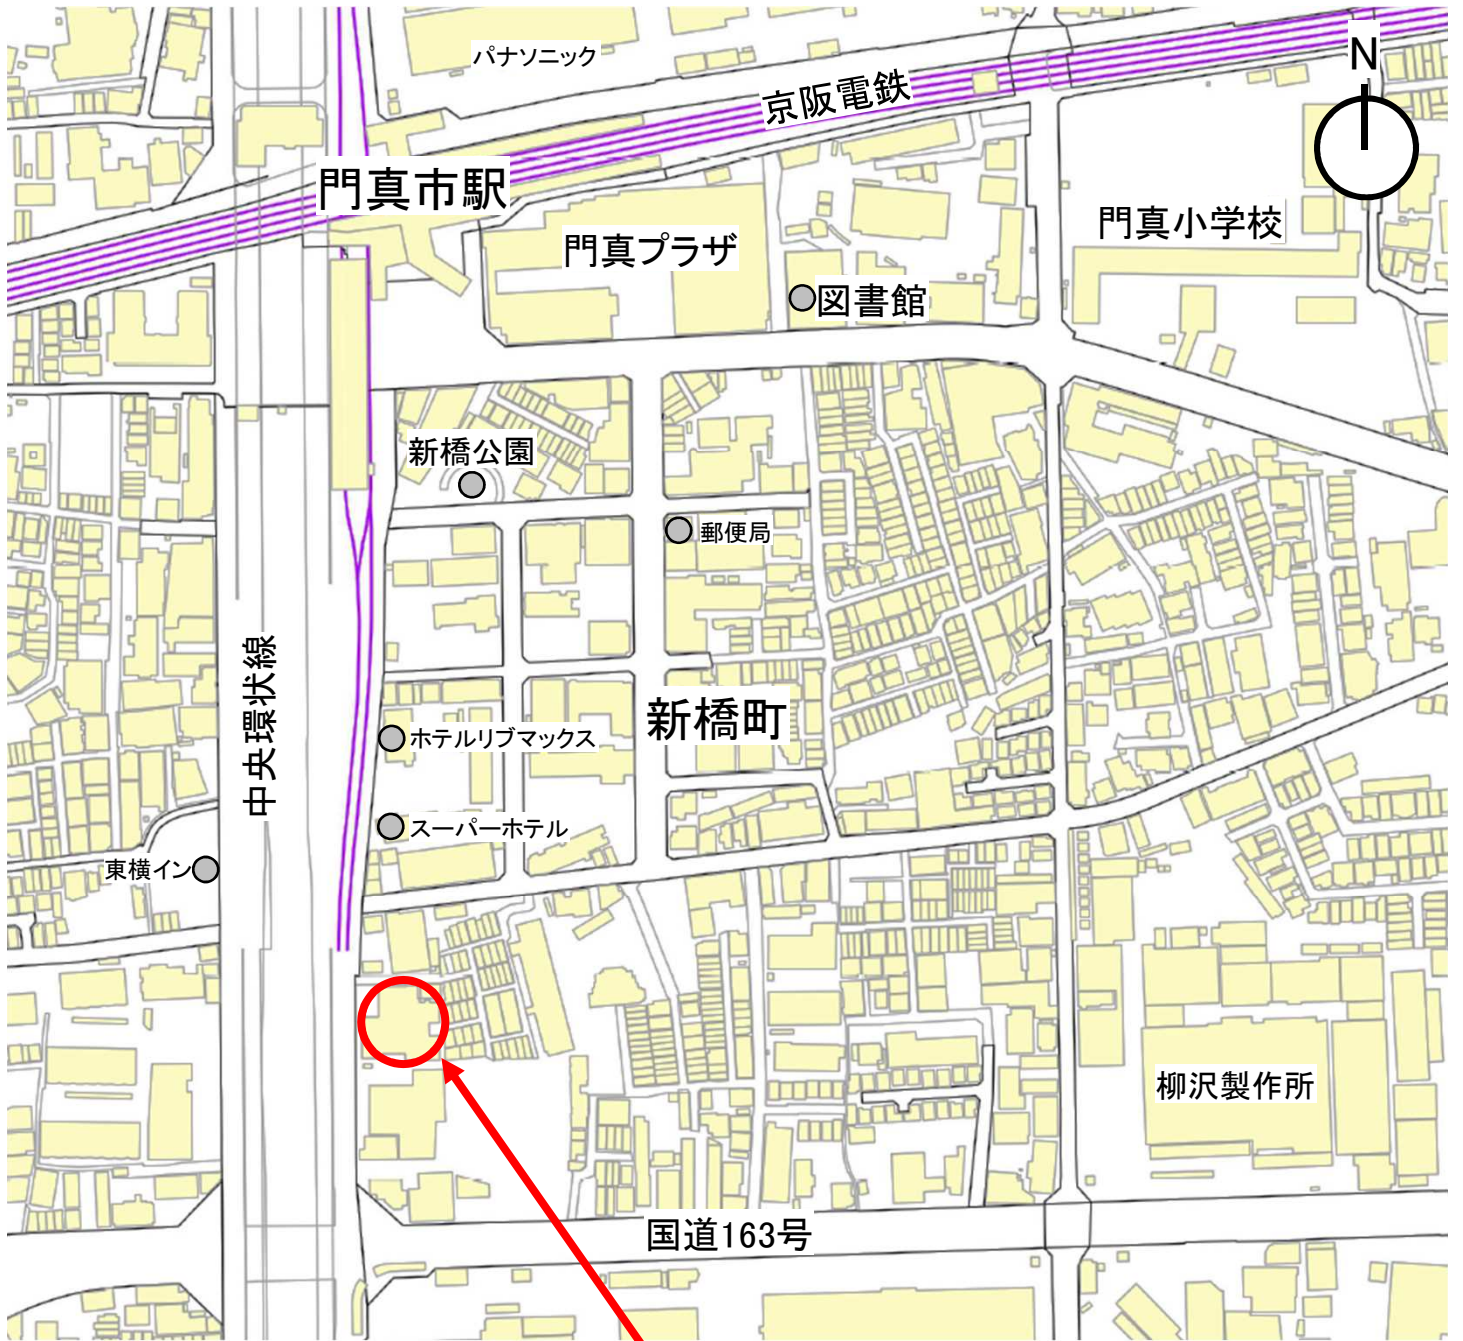 パナソニック
N
京阪電鉄
門真市駅
門真小学校
門真プラザ
図書館
新橋公園
郵便局
中央環状線
新橋町
ホテルリブマックス
スーパーホテル
東横イン
柳沢製作所
国道163号